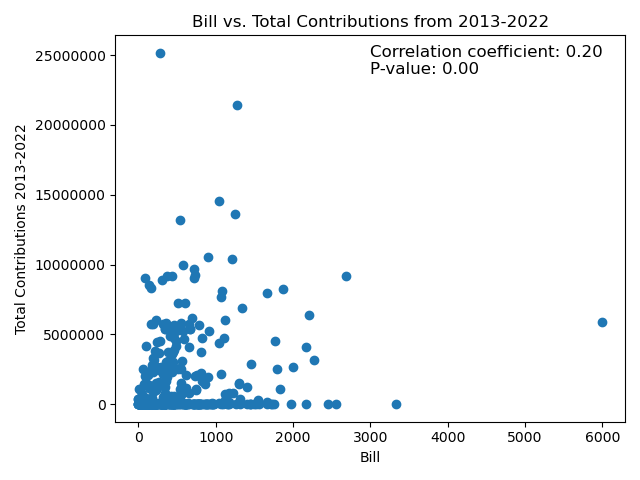 Bill vs. Total Contributions from 2013-2022
Correlation coefficient: 0.20
P-value: 0.00
Total Contributions 2013-2022
25000000
20000000
15000000
10000000
5000000
0
0 1000 2000 3000 4000 5000 6000
Bill